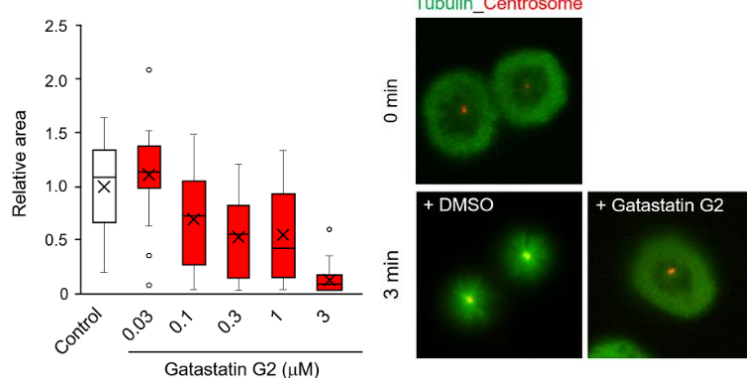 Tubulin_Centrosome
2.5
2.0
1.5
1.0
0.5
0
Relative area
Control
0.03
0.1
0.3
1
3
Gatastatin G2 (μM)
0 min
3 min
+ DMSO
+ Gatastatin G2